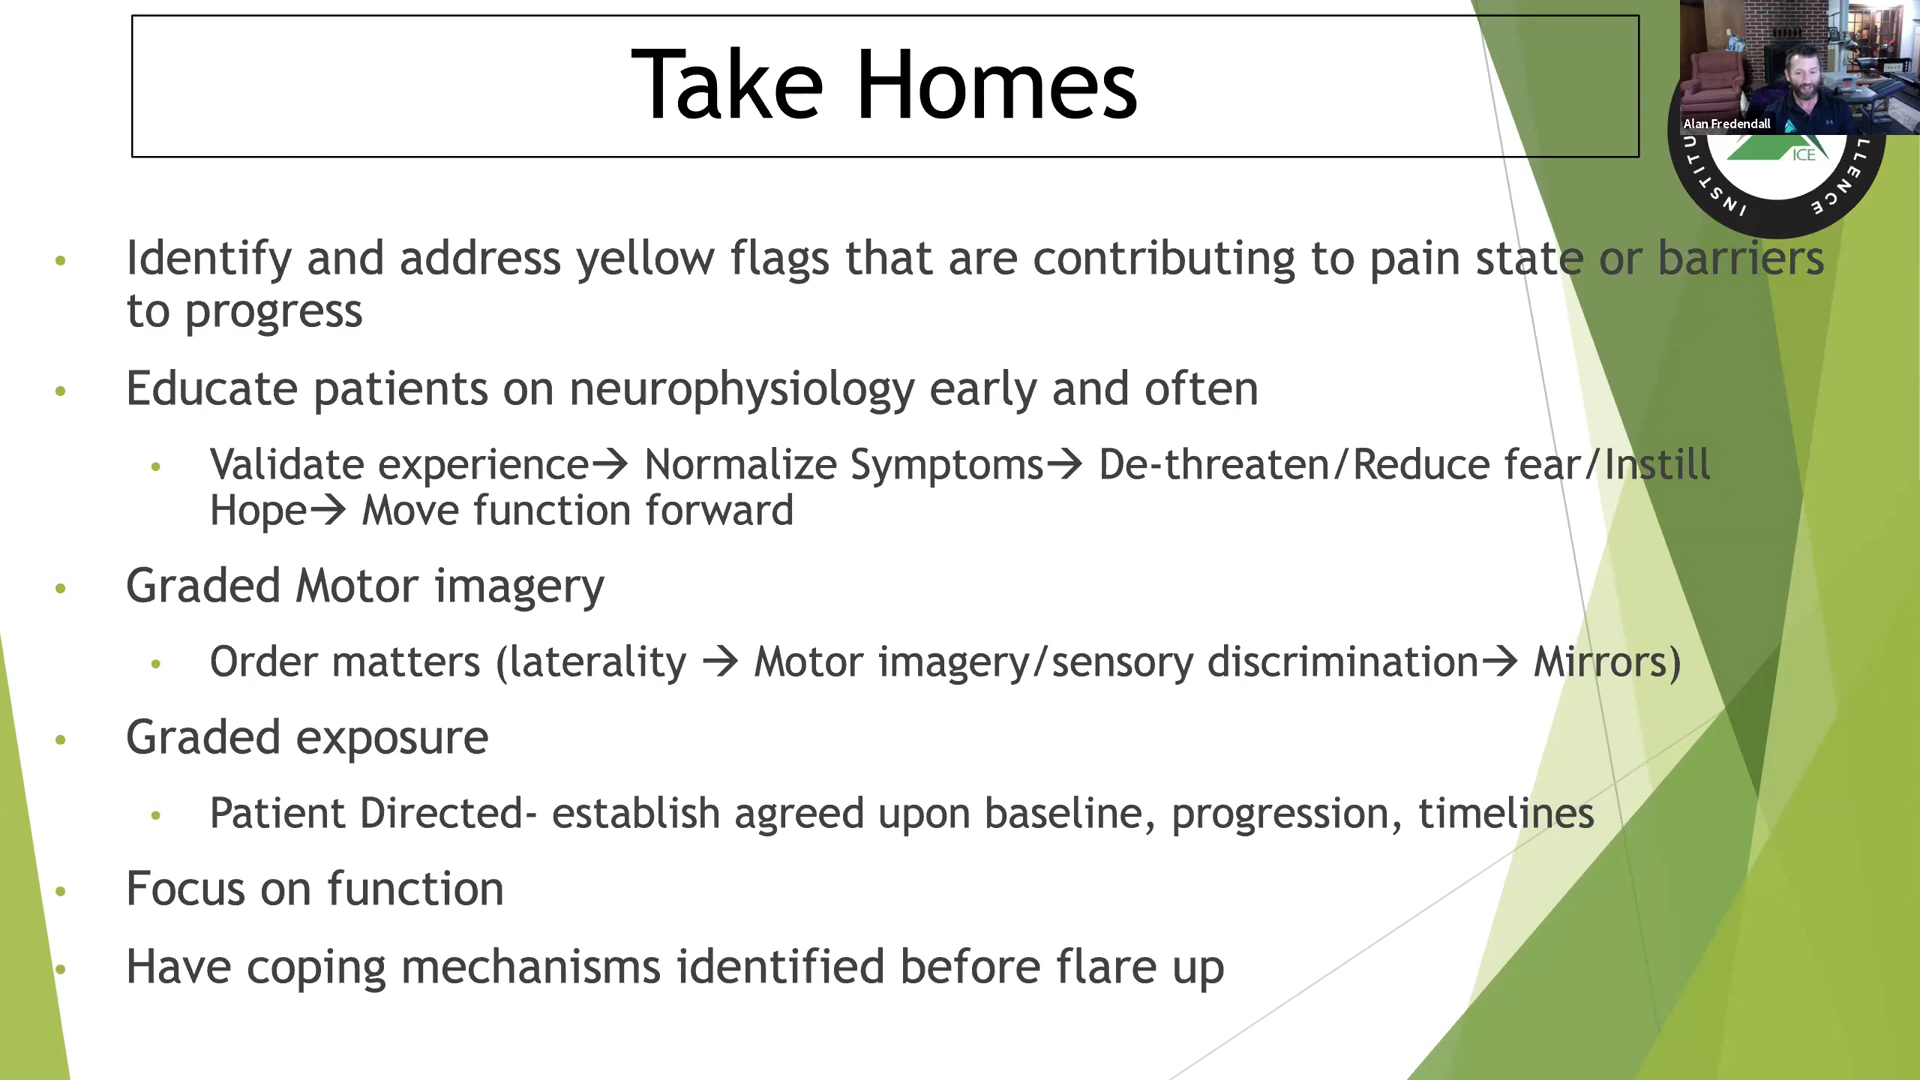 Take Homes
Alan Fredendall
ICE
INSTITU
LLENCE
• Identify and address yellow flags that are contributing to pain state or barriers
to progress
• Educate patients on neurophysiology early and often
• Validate experience→ Normalize Symptoms→ De-threaten/Reduce fear/Instill
Hope→ Move function forward
• Graded Motor imagery
• Order matters (laterality → Motor imagery/sensory discrimination→ Mirrors)
• Graded exposure
• Patient Directed- establish agreed upon baseline, progression, timelines
• Focus on function
• Have coping mechanisms identified before flare up